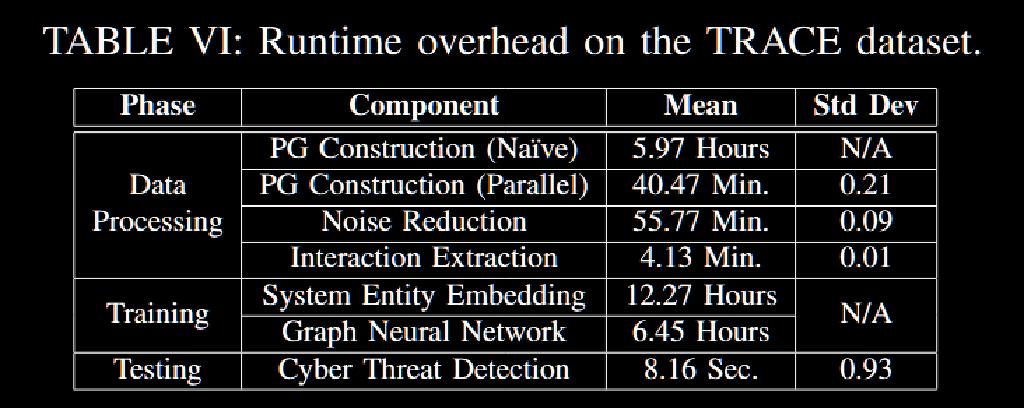 TABLE VI: Runtime overhead on the TRACE dataset.
Phase Component Mean Std Dev
Data Processing
PG Construction (Naïve) 5.97 Hours N/A
PG Construction (Parallel) 40.47 Min. 0.21
Noise Reduction 55.77 Min. 0.09
Interaction Extraction 4.13 Min. 0.01
Training
System Entity Embedding 12.27 Hours
Graph Neural Network 6.45 Hours
N/A
Testing Cyber Threat Detection 8.16 Sec. 0.93